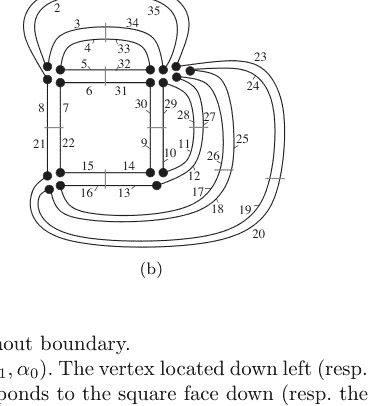 2
35
3 34
4 33
5 32
6 31
23
24
8 7 30 29
28 27
21 22 9 11 25
10 26
15 14
12
16 13 17
18 19
20
(b)
hout boundary.
, α₀). The vertex located down left (resp.
ponds to the square face down (resp. the